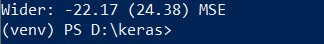 Wider: -22.17 (24.38) MSE
(venv) PS D:\keras>